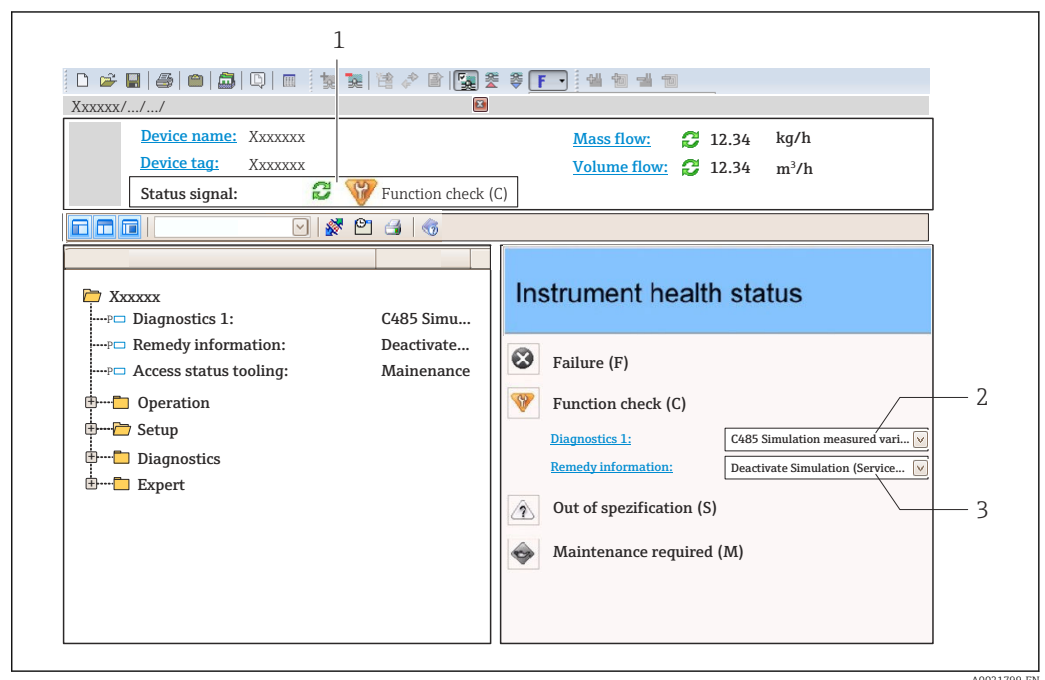 1
F
Xxxxxx/.../.../
Device name: Xxxxxxx
Mass flow: 12.34 kg/h
Device tag: Xxxxxxx
Volume flow: 12.34 m³/h
Status signal: Function check (C)
Xxxxxx
P Diagnostics 1: C485 Simu...
P Remedy information: Deactivate...
P Access status tooling: Mainenance
Operation
Setup
Diagnostics
Expert
Instrument health status
Failure (F)
Function check (C)
2
Diagnostics 1: C485 Simulation measured vari...
Remedy information: Deactivate Simulation (Service...
Out of spezification (S)
3
Maintenance required (M)